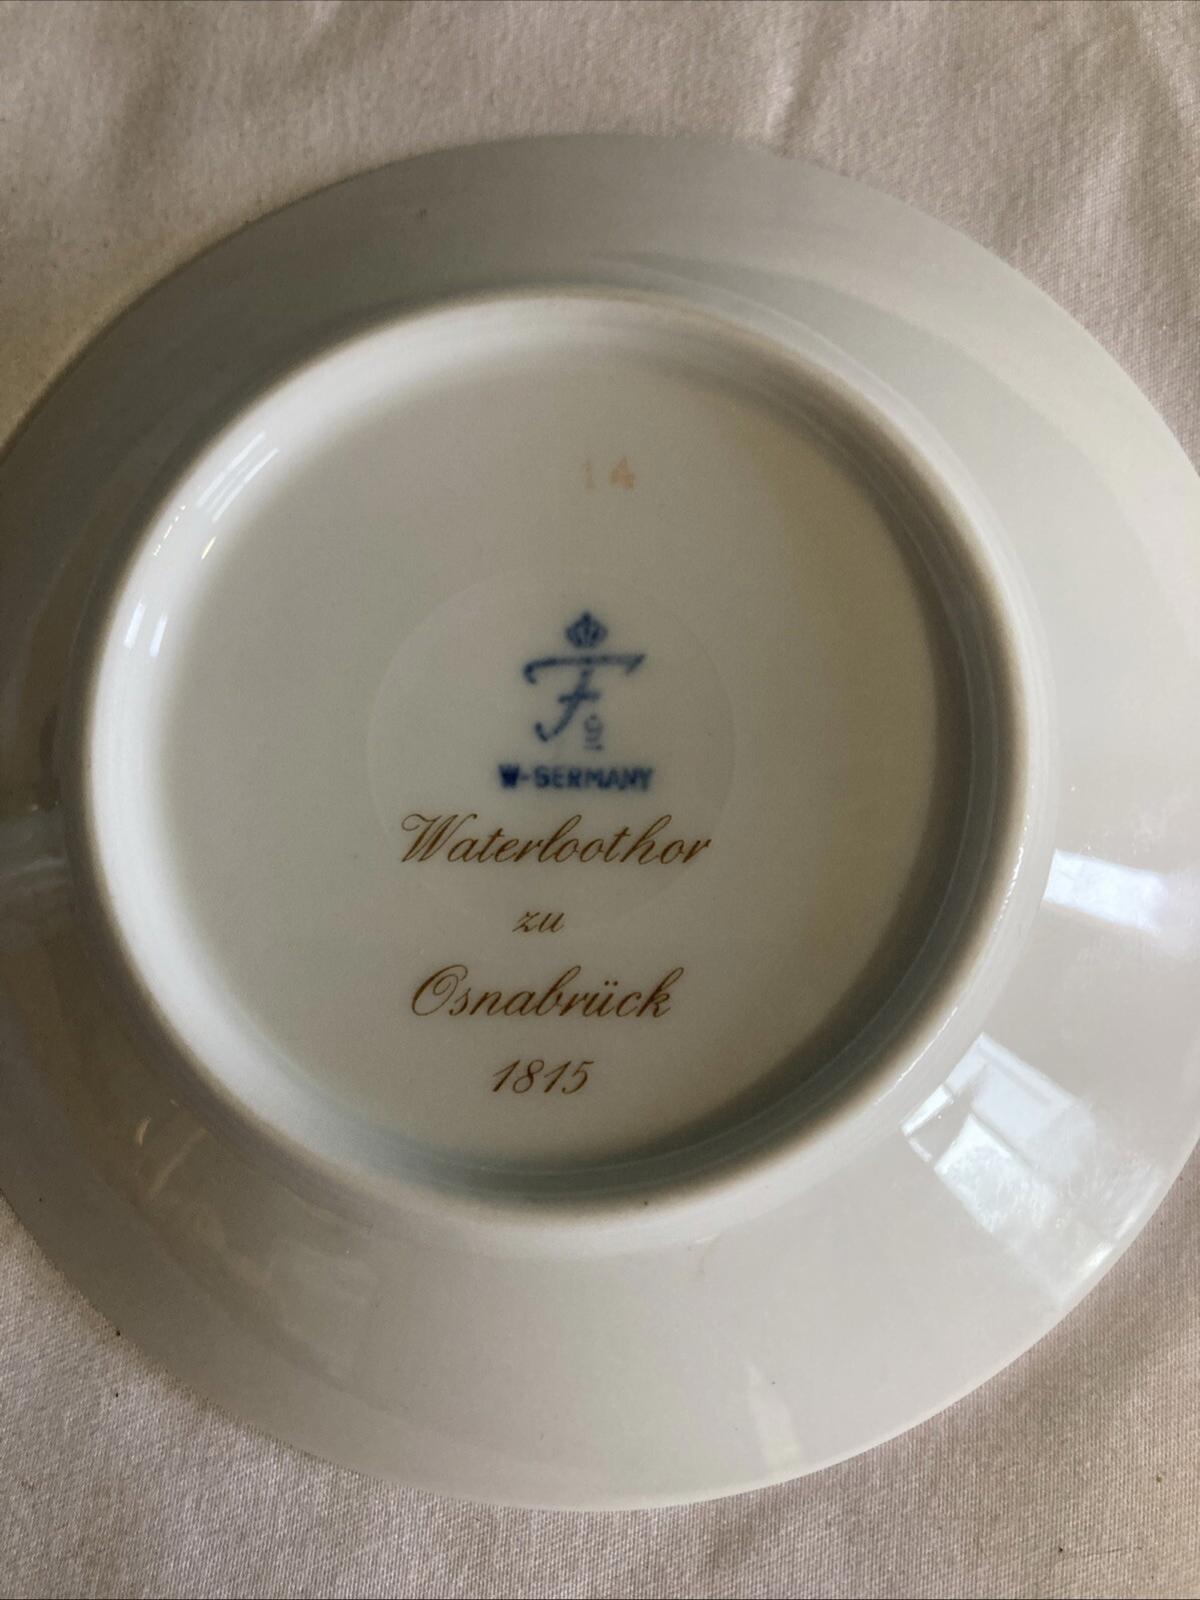 14
F
W-GERMANY
Waterloothor
zu
Osnabrück
1815